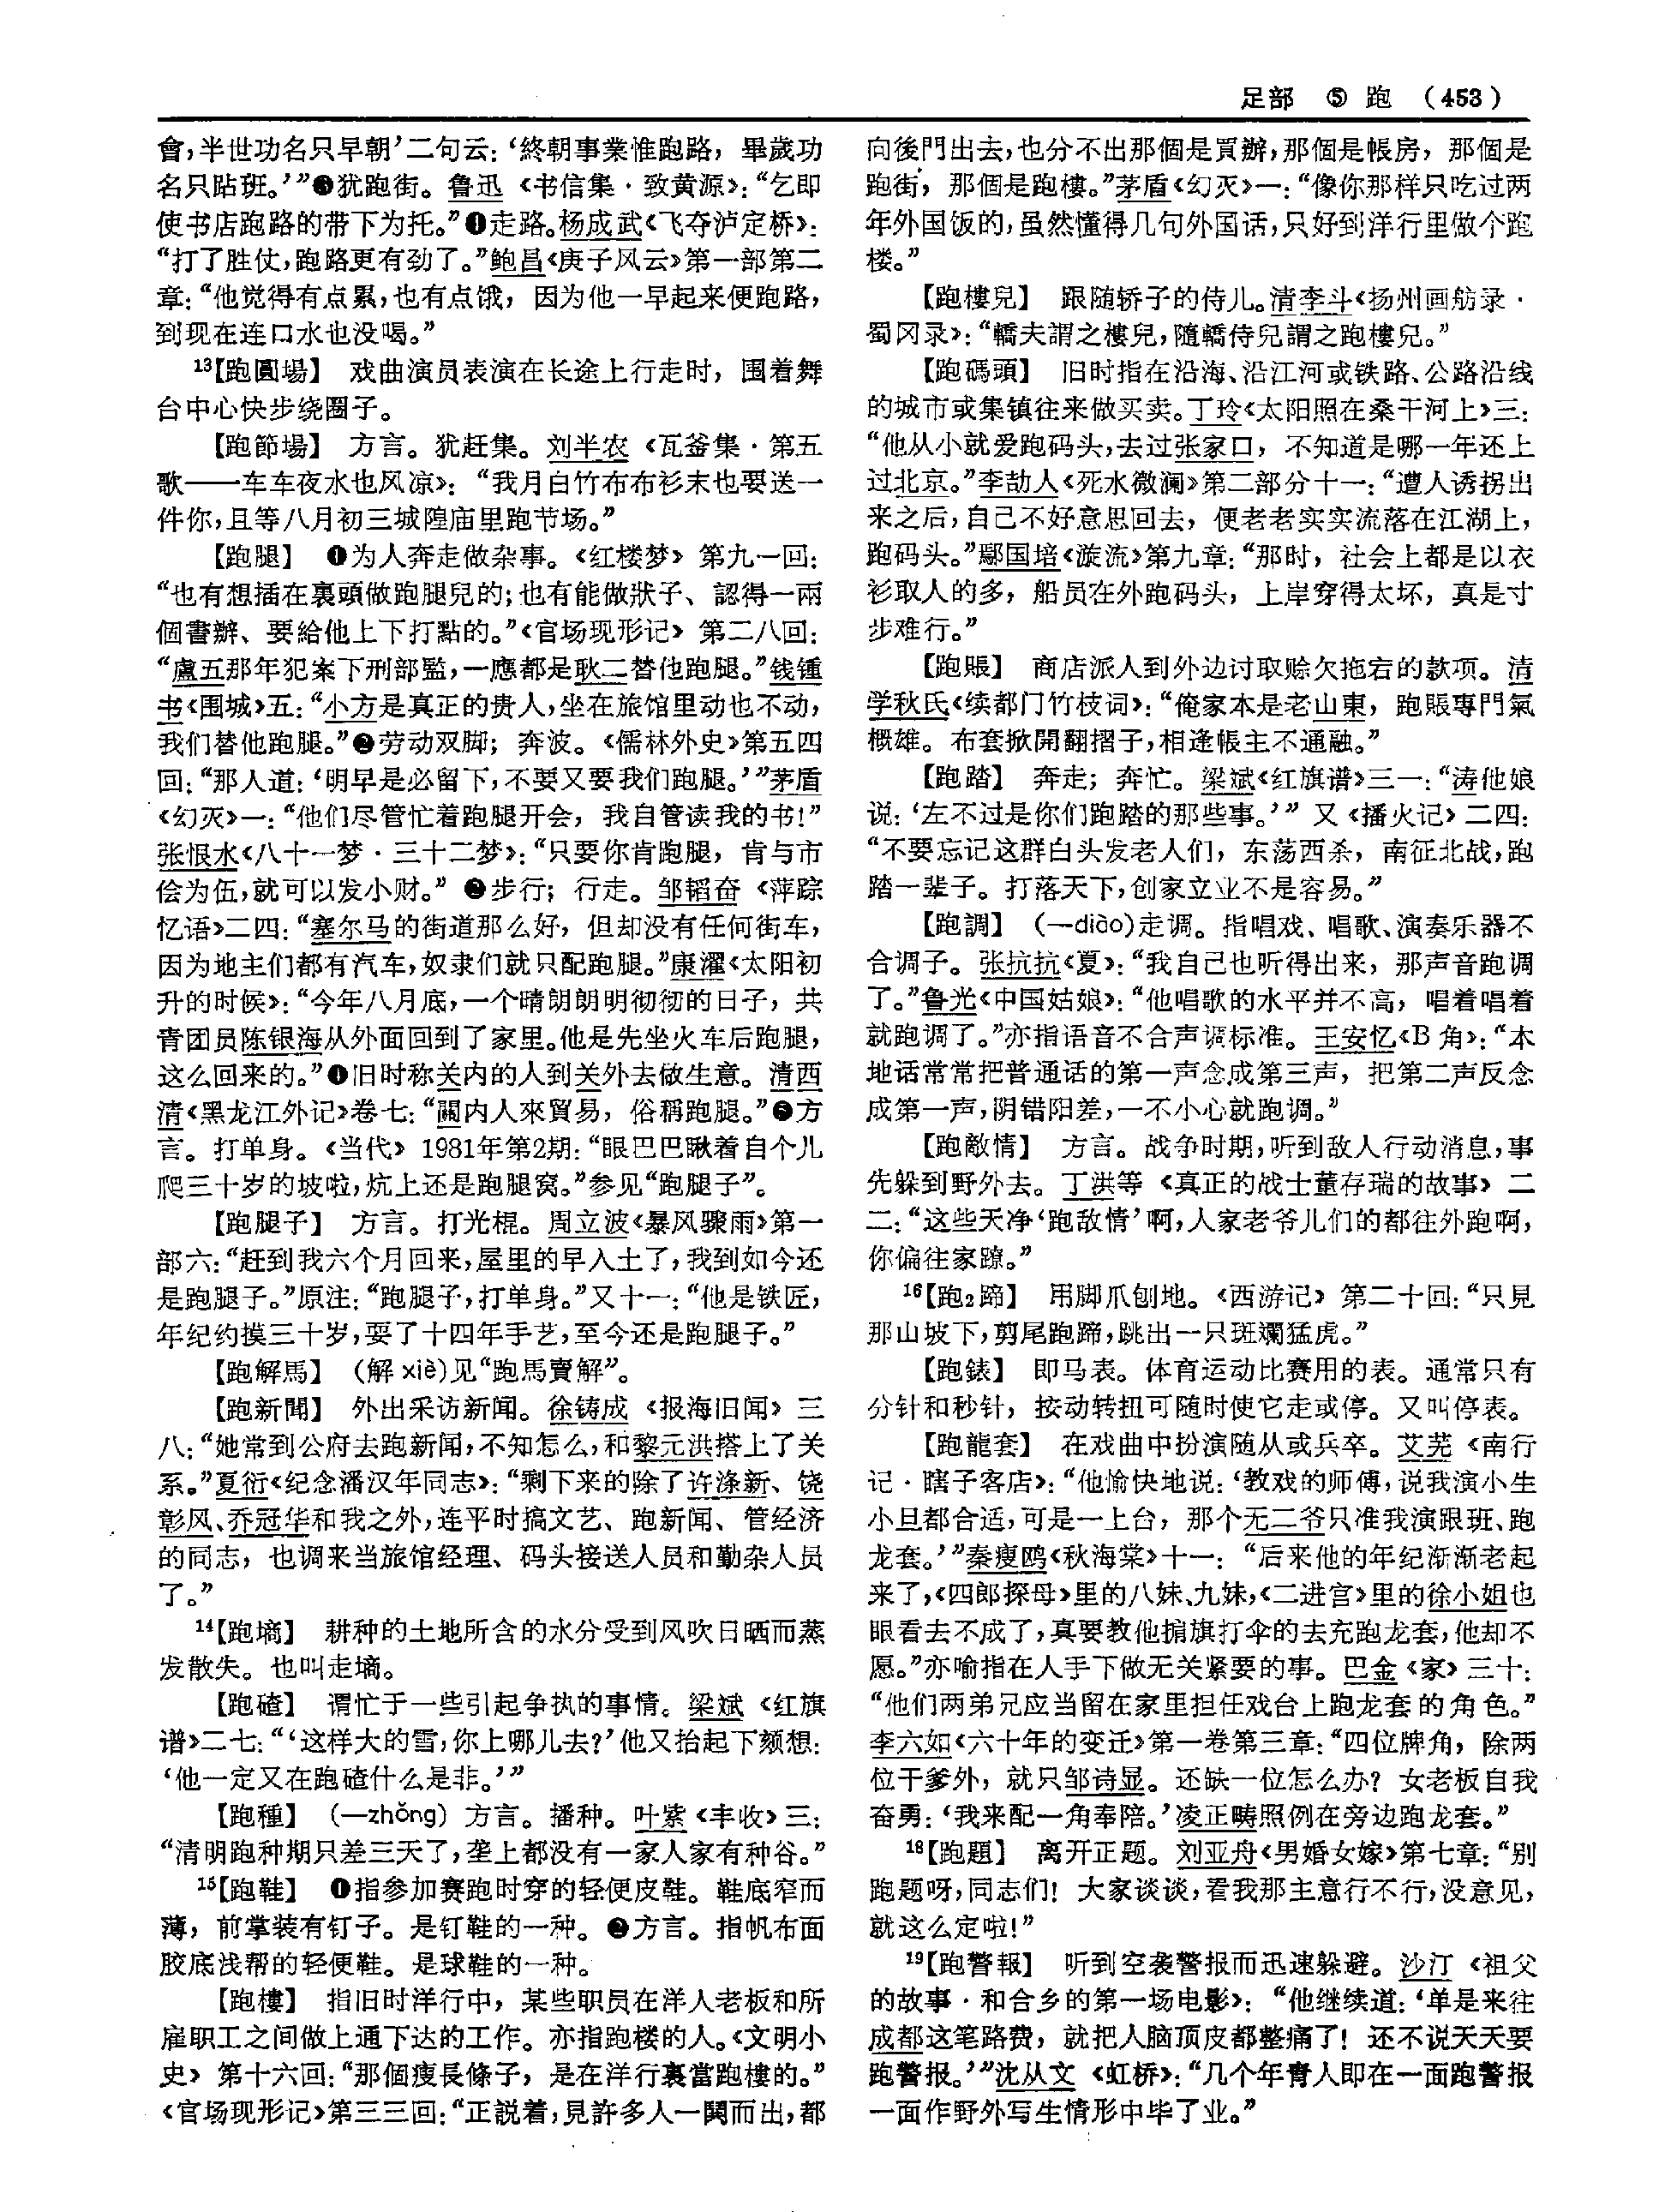 足部 ⑤ 跑 （453）
會，半世功名只早朝’二句云：‘終朝事業惟跑路，畢歲功
名只跕班。’”❸犹跑街。鲁迅《书信集·致黄源》：“乞即
使书店跑路的带下为托。”❹走路。杨成武《飞夺泸定桥》：
“打了胜仗，跑路更有劲了。”鲍昌《庚子风云》第一部第二
章：“他觉得有点累，也有点饿，因为他一早起来便跑路，
到现在连口水也没喝。”
13【跑圓場】 戏曲演员表演在长途上行走时，围着舞
台中心快步绕圈子。
【跑節場】 方言。犹赶集。刘半农《瓦釜集·第五
歌——车车夜水也风凉》：“我月白竹布布衫末也要送一
件你，且等八月初三城隍庙里跑节场。”
【跑腿】 ❶为人奔走做杂事。《红楼梦》第九一回：
“也有想插在裏頭做跑腿兒的；也有能做狀子、認得一兩
個書辦、要給他上下打點的。”《官场现形记》第二八回：
“盧五那年犯案下刑部監，一應都是耿二替他跑腿。”钱锺
书《围城》五：“小方是真正的贵人，坐在旅馆里动也不动，
我们替他跑腿。”❷劳动双脚；奔波。《儒林外史》第五四
回：“那人道：‘明早是必留下，不要又要我们跑腿。’”茅盾
《幻灭》一：“他们尽管忙着跑腿开会，我自管读我的书！”
张恨水《八十一梦·三十二梦》：“只要你肯跑腿，肯与市
侩为伍，就可以发小财。”❸步行；行走。邹韬奋《萍踪
忆语》二四：“塞尔马的街道那么好，但却没有任何街车，
因为地主们都有汽车，奴隶们就只配跑腿。”康濯《太阳初
升的时候》：“今年八月底，一个晴朗朗明彻彻的日子，共
青团员陈银海从外面回到了家里。他是先坐火车后跑腿，
这么回来的。”❹旧时称关内的人到关外去做生意。清西
清《黑龙江外记》卷七：“關内人來貿易，俗稱跑腿。”❺方
言。打单身。《当代》1981年第2期：“眼巴巴瞅着自个儿
爬三十岁的坡啦，炕上还是跑腿窝。”参见“跑腿子”。
【跑腿子】 方言。打光棍。周立波《暴风骤雨》第一
部六：“赶到我六个月回来，屋里的早入土了，我到如今还
是跑腿子。”原注：“跑腿子，打单身。”又十一：“他是铁匠，
年纪约摸三十岁，耍了十四年手艺，至今还是跑腿子。”
【跑解馬】 （解 xiè）见“跑馬賣解”。
【跑新聞】 外出采访新闻。徐铸成《报海旧闻》三
八：“她常到公府去跑新闻，不知怎么，和黎元洪搭上了关
系。”夏衍《纪念潘汉年同志》：“剩下来的除了许涤新、饶
彰风、乔冠华和我之外，连平时搞文艺、跑新闻、管经济
的同志，也调来当旅馆经理、码头接送人员和勤杂人员
了。”
14【跑墒】 耕种的土地所含的水分受到风吹日晒而蒸
发散失。也叫走墒。
【跑碴】 谓忙于一些引起争执的事情。梁斌《红旗
谱》二七：“‘这样大的雪，你上哪儿去？’他又抬起下颏想：
‘他一定又在跑碴什么是非。’”
【跑種】 （—zhǒng）方言。播种。叶紫《丰收》三：
“清明跑种期只差三天了，垄上都没有一家人家有种谷。”
15【跑鞋】 ❶指参加赛跑时穿的轻便皮鞋。鞋底窄而
薄，前掌装有钉子。是钉鞋的一种。❷方言。指帆布面
胶底浅帮的轻便鞋。是球鞋的一种。
【跑樓】 指旧时洋行中，某些职员在洋人老板和所
雇职工之间做上通下达的工作。亦指跑楼的人。《文明小
史》第十六回：“那個瘦長條子，是在洋行裏當跑樓的。”
《官场现形记》第三三回：“正説着，見許多人一鬨而出，都
向後門出去，也分不出那個是買辦，那個是帳房，那個是
跑街，那個是跑樓。”茅盾《幻灭》一：“像你那样只吃过两
年外国饭的，虽然懂得几句外国话，只好到洋行里做个跑
楼。”
【跑樓兒】 跟随轿子的侍儿。清李斗《扬州画舫录·
蜀冈录》：“轎夫謂之樓兒，隨轎侍兒謂之跑樓兒。”
【跑碼頭】 旧时指在沿海、沿江河或铁路、公路沿线
的城市或集镇往来做买卖。丁玲《太阳照在桑干河上》三：
“他从小就爱跑码头，去过张家口，不知道是哪一年还上
过北京。”李劼人《死水微澜》第二部分十一：“遭人诱拐出
来之后，自己不好意思回去，便老老实实流落在江湖上，
跑码头。”鄢国培《漩流》第九章：“那时，社会上都是以衣
衫取人的多，船员在外跑码头，上岸穿得太坏，真是寸
步难行。”
【跑賬】 商店派人到外边讨取赊欠拖宕的款项。清
学秋氏《续都门竹枝词》：“俺家本是老山東，跑賬專門氣
概雄。布套掀開翻摺子，相逢帳主不通融。”
【跑踏】 奔走；奔忙。梁斌《红旗谱》三一：“涛他娘
说：‘左不过是你们跑踏的那些事。’”又《播火记》二四：
“不要忘记这群白头发老人们，东荡西杀，南征北战，跑
踏一辈子。打落天下，创家立业不是容易。”
【跑調】 （—diào）走调。指唱戏、唱歌、演奏乐器不
合调子。张抗抗《夏》：“我自己也听得出来，那声音跑调
了。”鲁光《中国姑娘》：“他唱歌的水平并不高，唱着唱着
就跑调了。”亦指语音不合声调标准。王安忆《B 角》：“本
地话常常把普通话的第一声念成第三声，把第二声反念
成第一声，阴错阳差，一不小心就跑调。”
【跑敵情】 方言。战争时期，听到敌人行动消息，事
先躲到野外去。丁洪等《真正的战士董存瑞的故事》二
二：“这些天净‘跑敌情’啊，人家老爷儿们的都往外跑啊，
你偏往家蹽。”
16【跑2蹄】 用脚爪刨地。《西游记》第二十回：“只見
那山坡下，剪尾跑蹄，跳出一只斑斕猛虎。”
【跑錶】 即马表。体育运动比赛用的表。通常只有
分针和秒针，按动转扭可随时使它走或停。又叫停表。
【跑龍套】 在戏曲中扮演随从或兵卒。艾芜《南行
记·瞎子客店》：“他愉快地说：‘教戏的师傅，说我演小生
小旦都合适，可是一上台，那个无二爷只准我演跟班、跑
龙套。’”秦瘦鸥《秋海棠》十一：“后来他的年纪渐渐老起
来了，《四郎探母》里的八妹、九妹，《二进宫》里的徐小姐也
眼看去不成了，真要教他掮旗打伞的去充跑龙套，他却不
愿。”亦喻指在人手下做无关紧要的事。巴金《家》三十：
“他们两弟兄应当留在家里担任戏台上跑龙套的角色。”
李六如《六十年的变迁》第一卷第三章：“四位牌角，除两
位干爹外，就只邹诗显。还缺一位怎么办？女老板自我
奋勇：‘我来配一角奉陪。’凌正畴照例在旁边跑龙套。”
18【跑題】 离开正题。刘亚舟《男婚女嫁》第七章：“别
跑题呀，同志们！大家谈谈，看我那主意行不行，没意见，
就这么定啦！”
19【跑警報】 听到空袭警报而迅速躲避。沙汀《祖父
的故事·和合乡的第一场电影》：“他继续道：‘单是来往
成都这笔路费，就把人脑顶皮都整痛了！还不说天天要
跑警报。’”沈从文《虹桥》：“几个年青人即在一面跑警报
一面作野外写生情形中毕了业。”